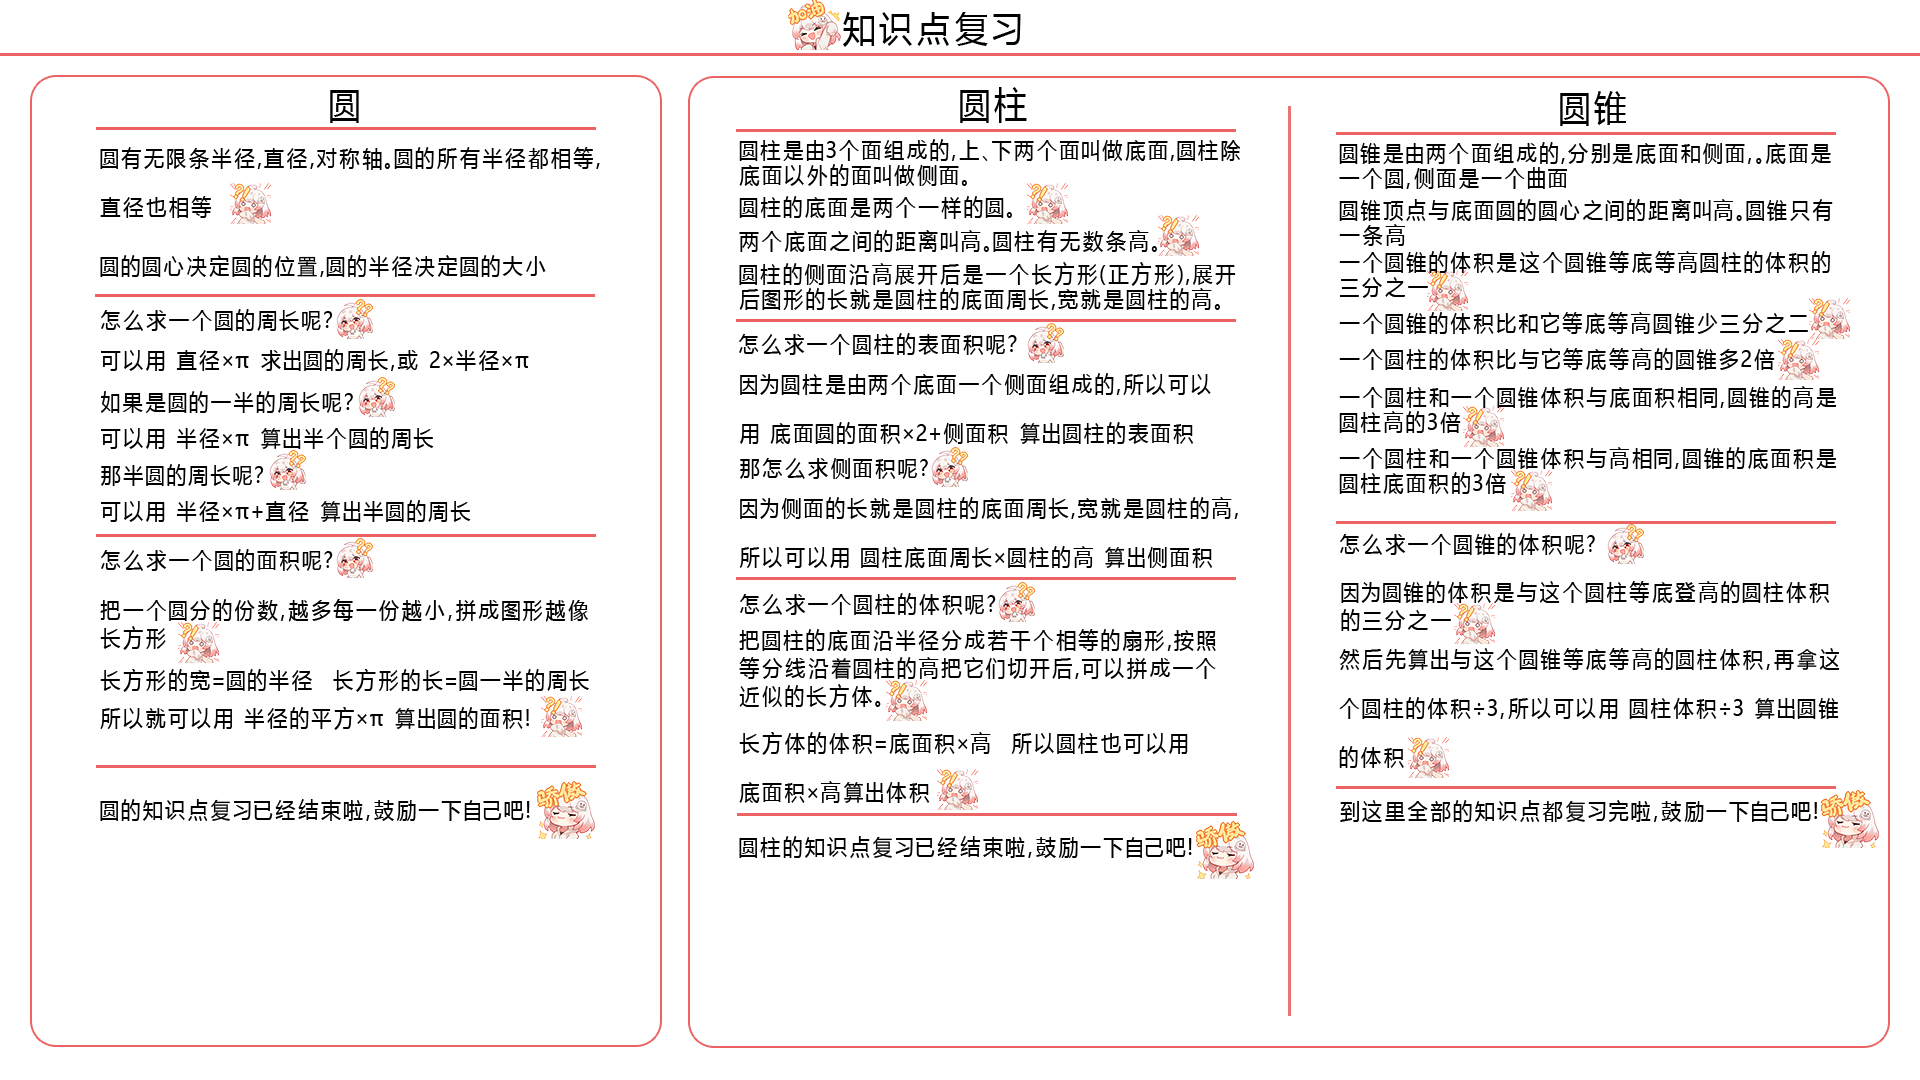 加油
知识点复习
圆
圆有无限条半径,直径,对称轴。圆的所有半径都相等,
直径也相等
圆的圆心决定圆的位置,圆的半径决定圆的大小
怎么求一个圆的周长呢?
可以用 直径×π 求出圆的周长,或 2×半径×π
如果是圆的一半的周长呢?
可以用 半径×π 算出半个圆的周长
那半圆的周长呢?
可以用 半径×π+直径 算出半圆的周长
怎么求一个圆的面积呢?
把一个圆分的份数,越多每一份越小,拼成图形越像
长方形
长方形的宽=圆的半径 长方形的长=圆一半的周长
所以就可以用 半径的平方×π 算出圆的面积!
圆的知识点复习已经结束啦,鼓励一下自己吧!
骄傲
圆柱
圆柱是由3个面组成的,上、下两个面叫做底面,圆柱除
底面以外的面叫做侧面。
圆柱的底面是两个一样的圆。
两个底面之间的距离叫高。圆柱有无数条高。
圆柱的侧面沿高展开后是一个长方形(正方形),展开
后图形的长就是圆柱的底面周长,宽就是圆柱的高。
怎么求一个圆柱的表面积呢?
因为圆柱是由两个底面一个侧面组成的,所以可以
用 底面圆的面积×2+侧面积 算出圆柱的表面积
那怎么求侧面积呢?
因为侧面的长就是圆柱的底面周长,宽就是圆柱的高,
所以可以用 圆柱底面周长×圆柱的高 算出侧面积
怎么求一个圆柱的体积呢?
把圆柱的底面沿半径分成若干个相等的扇形,按照
等分线沿着圆柱的高把它们切开后,可以拼成一个
近似的长方体。
长方体的体积=底面积×高 所以圆柱也可以用
底面积×高算出体积
圆柱的知识点复习已经结束啦,鼓励一下自己吧!
骄傲
圆锥
圆锥是由两个面组成的,分别是底面和侧面,。底面是
一个圆,侧面是一个曲面
圆锥顶点与底面圆的圆心之间的距离叫高。圆锥只有
一条高
一个圆锥的体积是这个圆锥等底等高圆柱的体积的
三分之一
一个圆锥的体积比和它等底等高圆锥少三分之二
一个圆柱的体积比与它等底等高的圆锥多2倍
一个圆柱和一个圆锥体积与底面积相同,圆锥的高是
圆柱高的3倍
一个圆柱和一个圆锥体积与高相同,圆锥的底面积是
圆柱底面积的3倍
怎么求一个圆锥的体积呢?
因为圆锥的体积是与这个圆柱等底登高的圆柱体积
的三分之一
然后先算出与这个圆锥等底等高的圆柱体积,再拿这
个圆柱的体积÷3,所以可以用 圆柱体积÷3 算出圆锥
的体积
到这里全部的知识点都复习完啦,鼓励一下自己吧!
骄傲